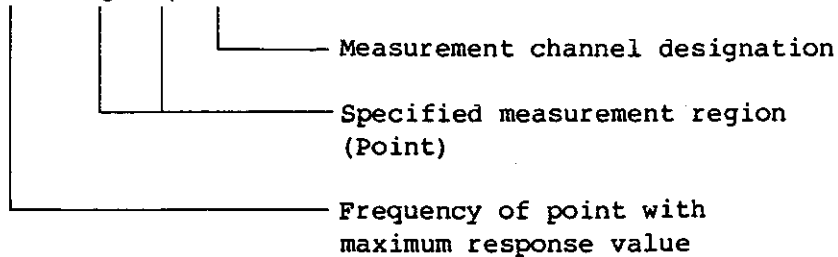 Measurement channel designation
Specified measurement region
(Point)
Frequency of point with
maximum response value